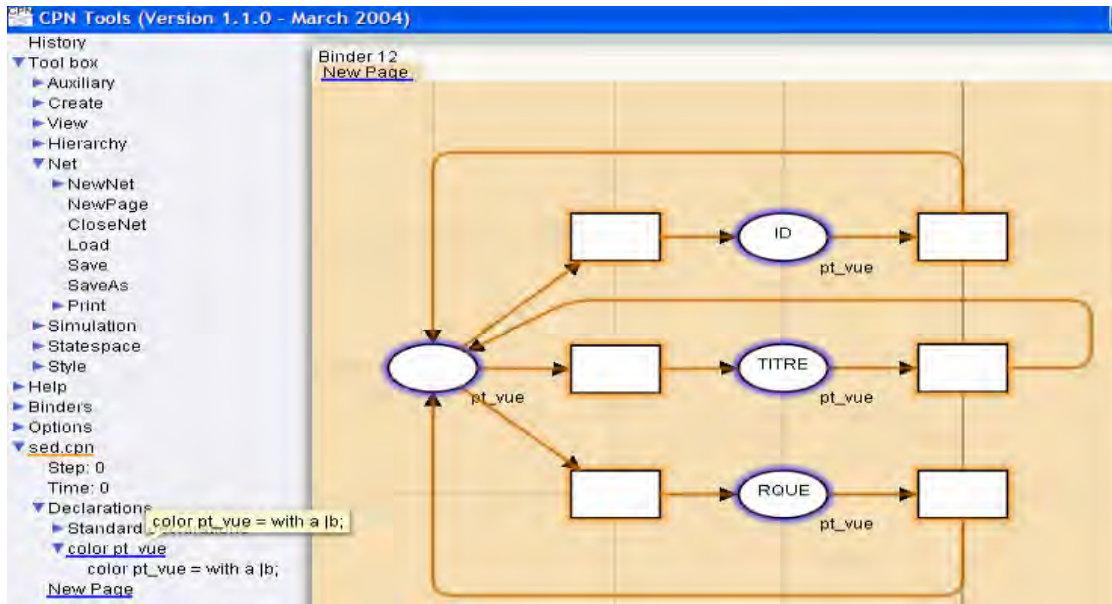 CPN Tools (Version 1.1.0 - March 2004)
History
Tool box
Auxiliary
Create
View
Hierarchy
Net
NewNet
NewPage
CloseNet
Load
Save
SaveAs
Print
Simulation
Statespace
Style
Help
Binders
Options
sed.cpn
Step: 0
Time: 0
Declarations
Standard
color pt_vue = with a |b;
color pt_vue
color pt_vue = with a |b;
New Page
Binder 12
New Page
ID
pt_vue
TITRE
pt_vue
pt_vue
RQUE
pt_vue